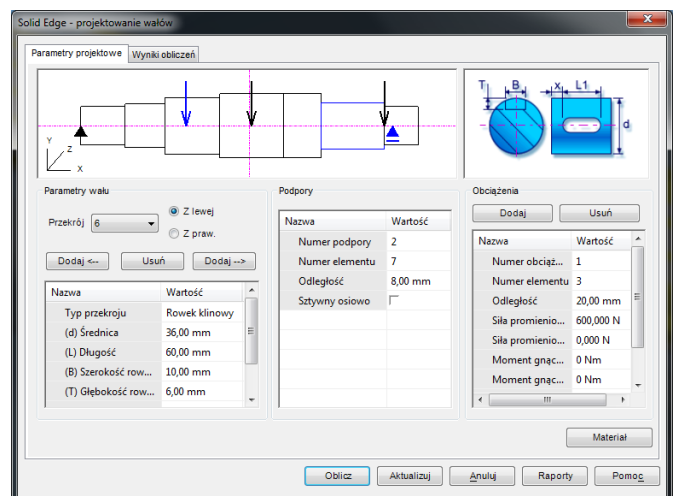 Solid Edge - projektowanie wałów
Parametry projektowe Wyniki obliczeń
Y
Z
X
T B x L1
d
Parametry wału
Przekrój 6
Z lewej
Z praw.
Dodaj <-- Usuń Dodaj -->
Nazwa Wartość
Typ przekroju Rowek klinowy
(d) Średnica 36,00 mm
(L) Długość 60,00 mm
(B) Szerokość row... 10,00 mm
(T) Głębokość row... 6,00 mm
Podpory
Nazwa Wartość
Numer podpory 2
Numer elementu 7
Odległość 8,00 mm
Sztywny osiowo
Obciążenia
Dodaj Usuń
Nazwa Wartość
Numer obciąż... 1
Numer elementu 3
Odległość 20,00 mm
Siła promienio... 600,000 N
Siła promienio... 0,000 N
Moment gnąc... 0 Nm
Moment gnąc... 0 Nm
Materiał
Oblicz Aktualizuj Anuluj Raporty Pomoc